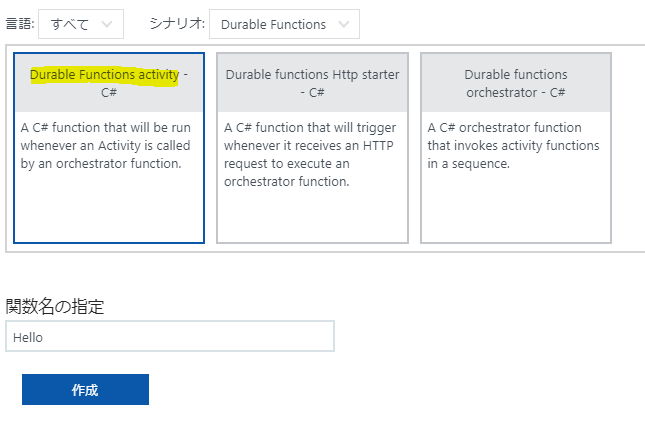 言語: すべて シナリオ: Durable Functions
Durable Functions activity -
C#
A C# function that will be run
whenever an Activity is called
by an orchestrator function.
Durable functions Http starter
- C#
A C# function that will trigger
whenever it receives an HTTP
request to execute an
orchestrator function.
Durable functions
orchestrator - C#
A C# orchestrator function
that invokes activity functions
in a sequence.
関数名の指定
Hello
作成